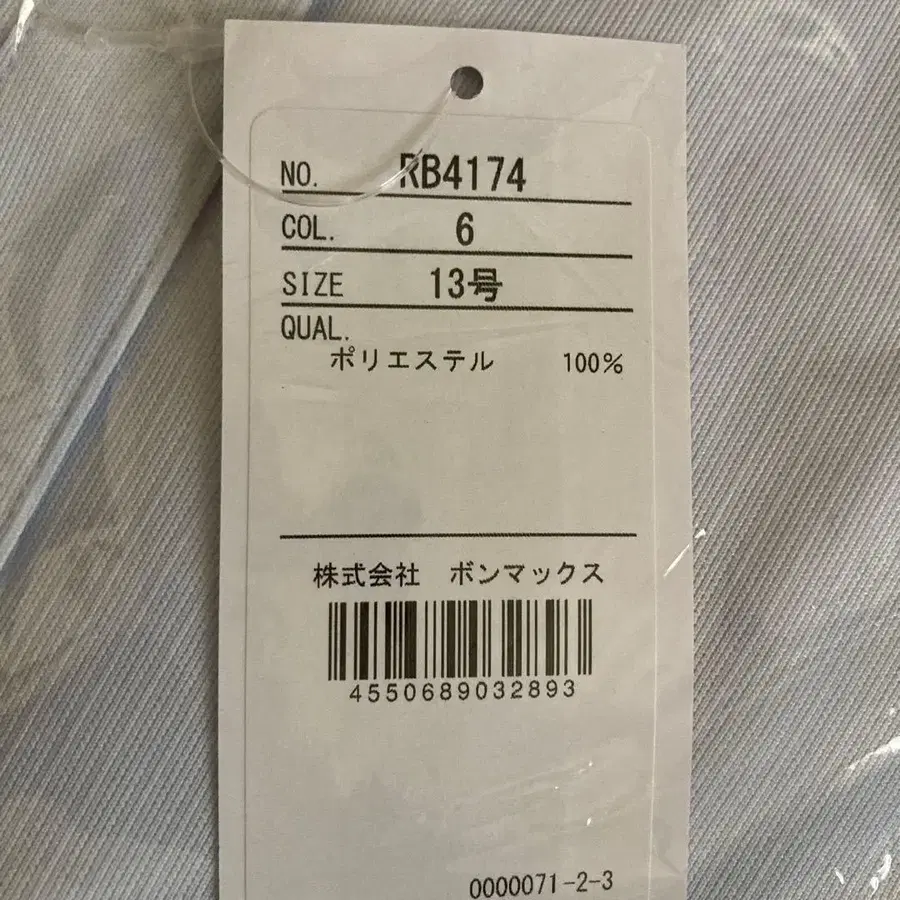 NO. RB4174
COL. 6
SIZE 13号
QUAL.
ポリエステル 100%
株式会社 ボンマックス
4550689032893
0000071-2-3